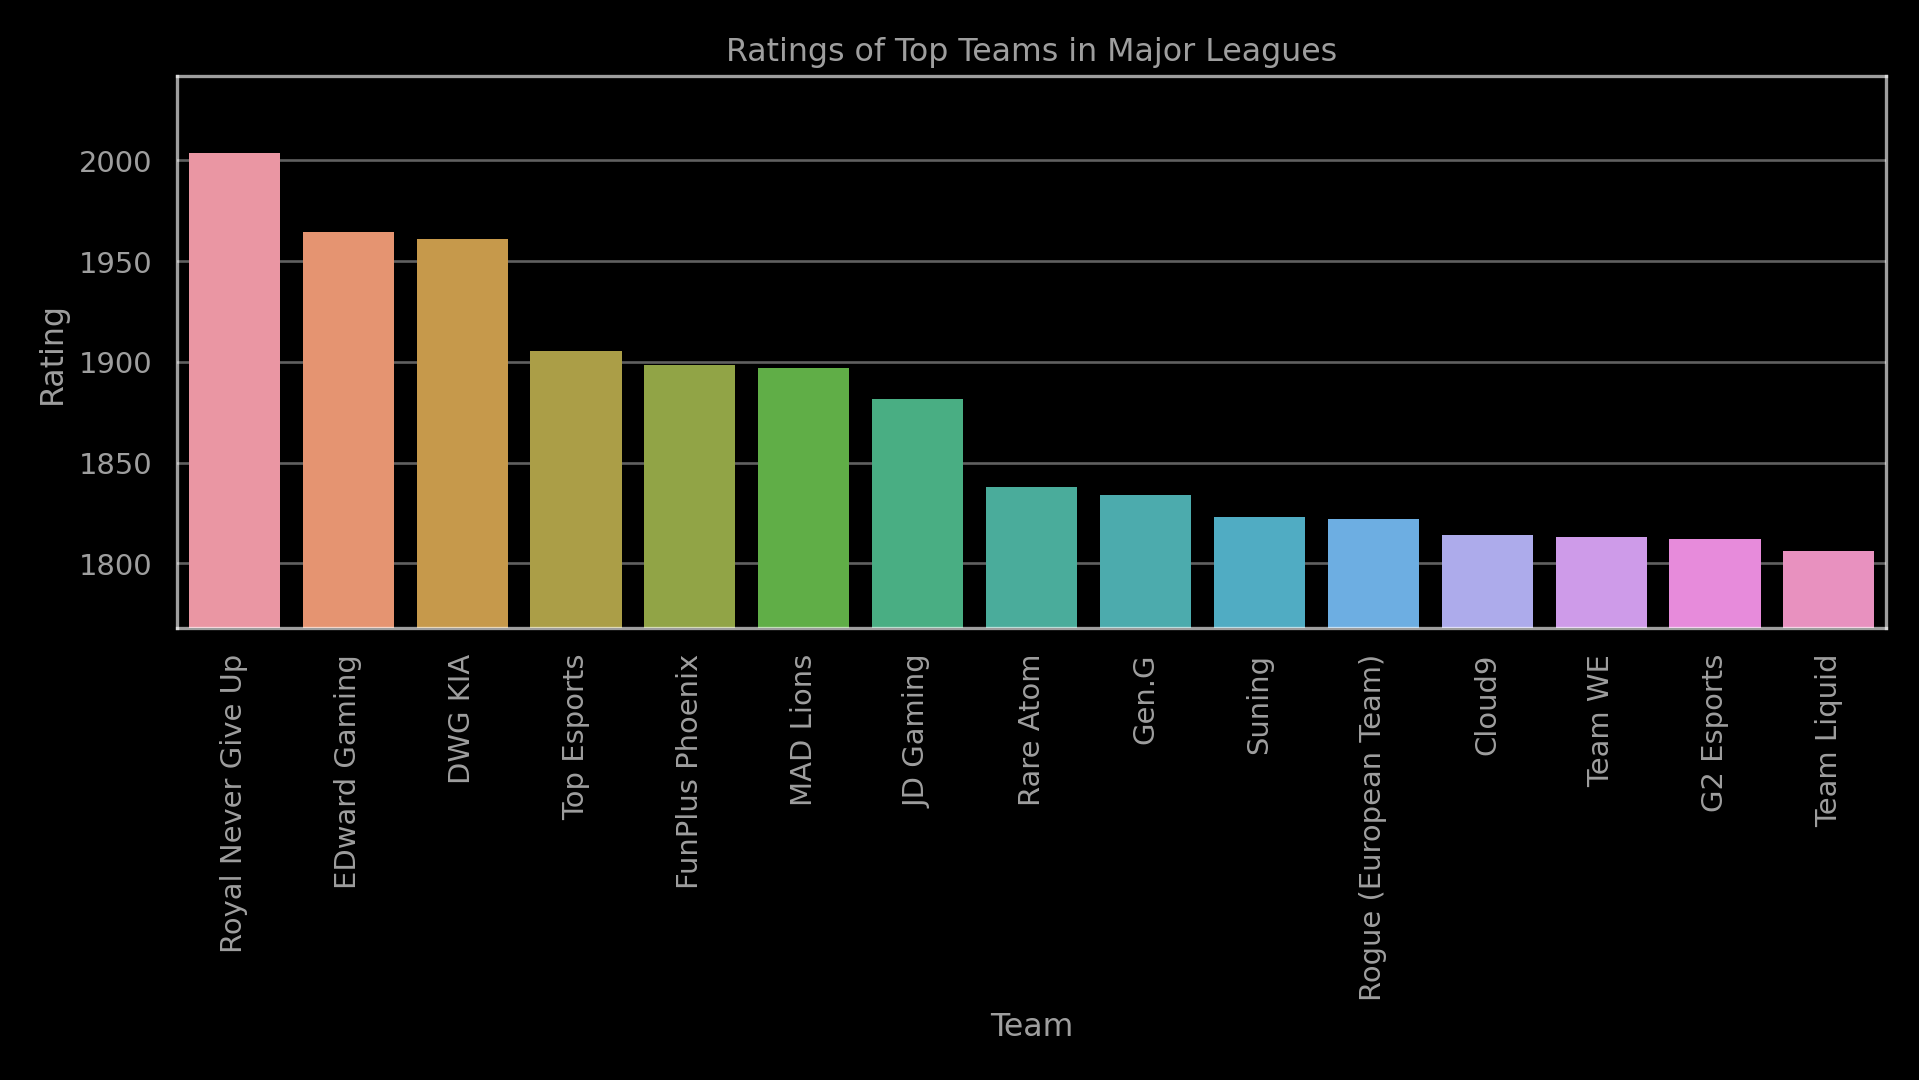 Ratings of Top Teams in Major Leagues
Rating
2000
1950
1900
1850
1800
Royal Never Give Up
EDward Gaming
DWG KIA
Top Esports
FunPlus Phoenix
MAD Lions
JD Gaming
Rare Atom
Gen.G
Suning
Rogue (European Team)
Cloud9
Team WE
G2 Esports
Team Liquid
Team